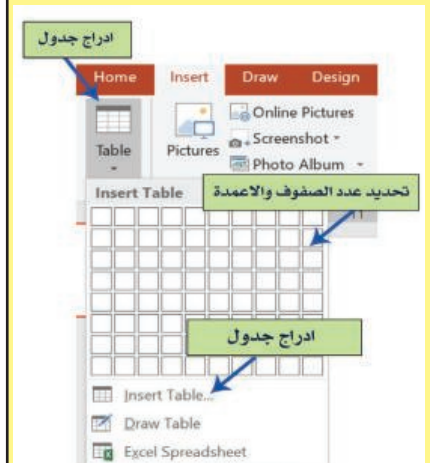 ادراج جدول
Home Insert Draw Design
Table
Pictures
Online Pictures
Screenshot
Photo Album
Insert Table
تحديد عدد الصفوف والاعمدة
ادراج جدول
Insert Table...
Draw Table
Excel Spreadsheet